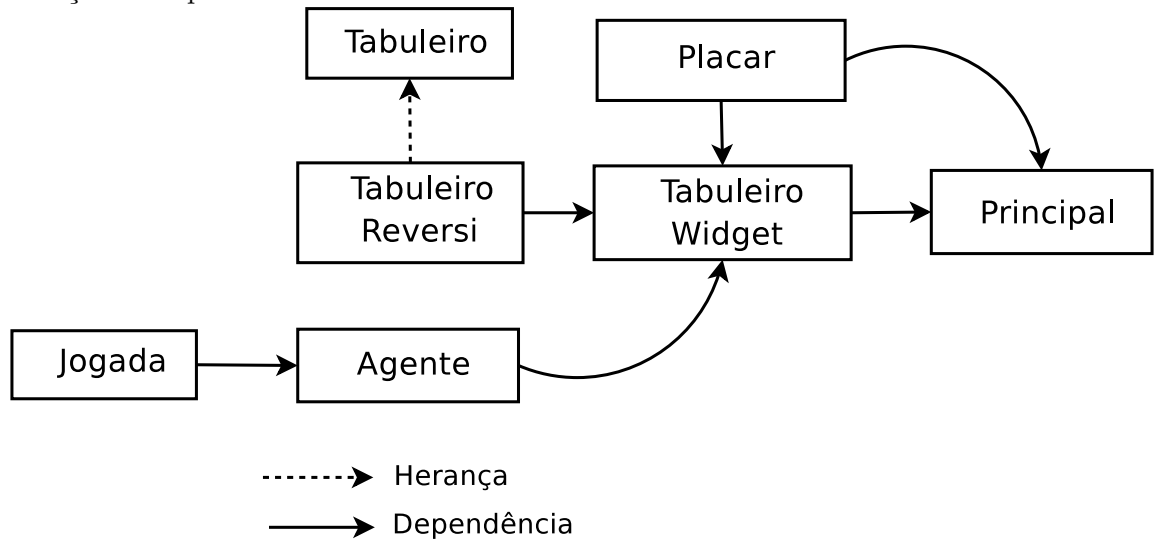 Tabuleiro
Placar
Tabuleiro
Reversi
Tabuleiro
Widget
Principal
Jogada
Agente
Herança
Dependência